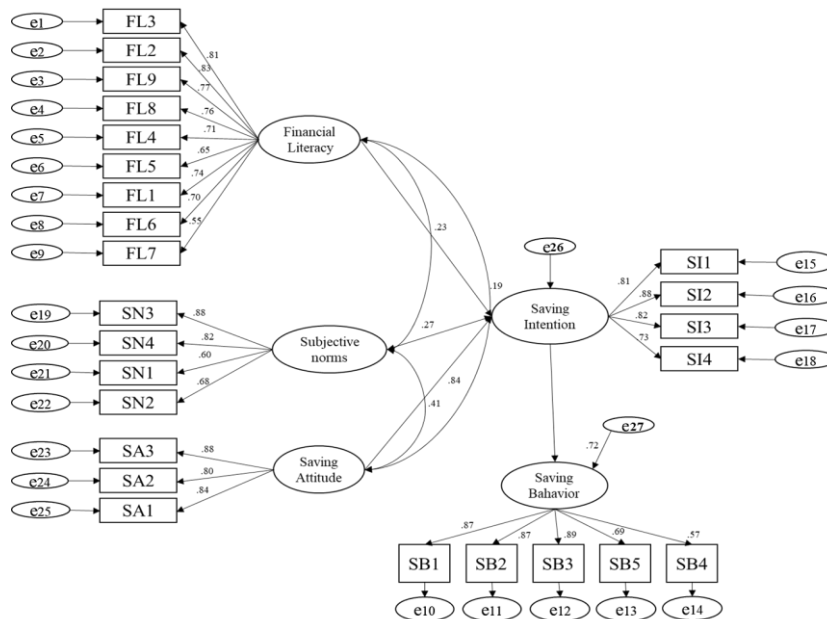 e1 FL3
e2 FL2
e3 FL9
e4 FL8
e5 FL4
e6 FL5
e7 FL1
e8 FL6
e9 FL7
.81
.83
.77
.76
.71
.65
.74
.70
.55
Financial
Literacy
.23
.19
.27
.84
.41
e19 SN3
e20 SN4
e21 SN1
e22 SN2
.88
.82
.60
.68
Subjective
norms
e23 SA3
e24 SA2
e25 SA1
.88
.80
.84
Saving
Attitude
e26
Saving
Intention
.81
.88
.82
.73
SI1 e15
SI2 e16
SI3 e17
SI4 e18
e27
.72
Saving
Bahavior
.87 .87 .89 .69 .57
SB1 SB2 SB3 SB5 SB4
e10 e11 e12 e13 e14